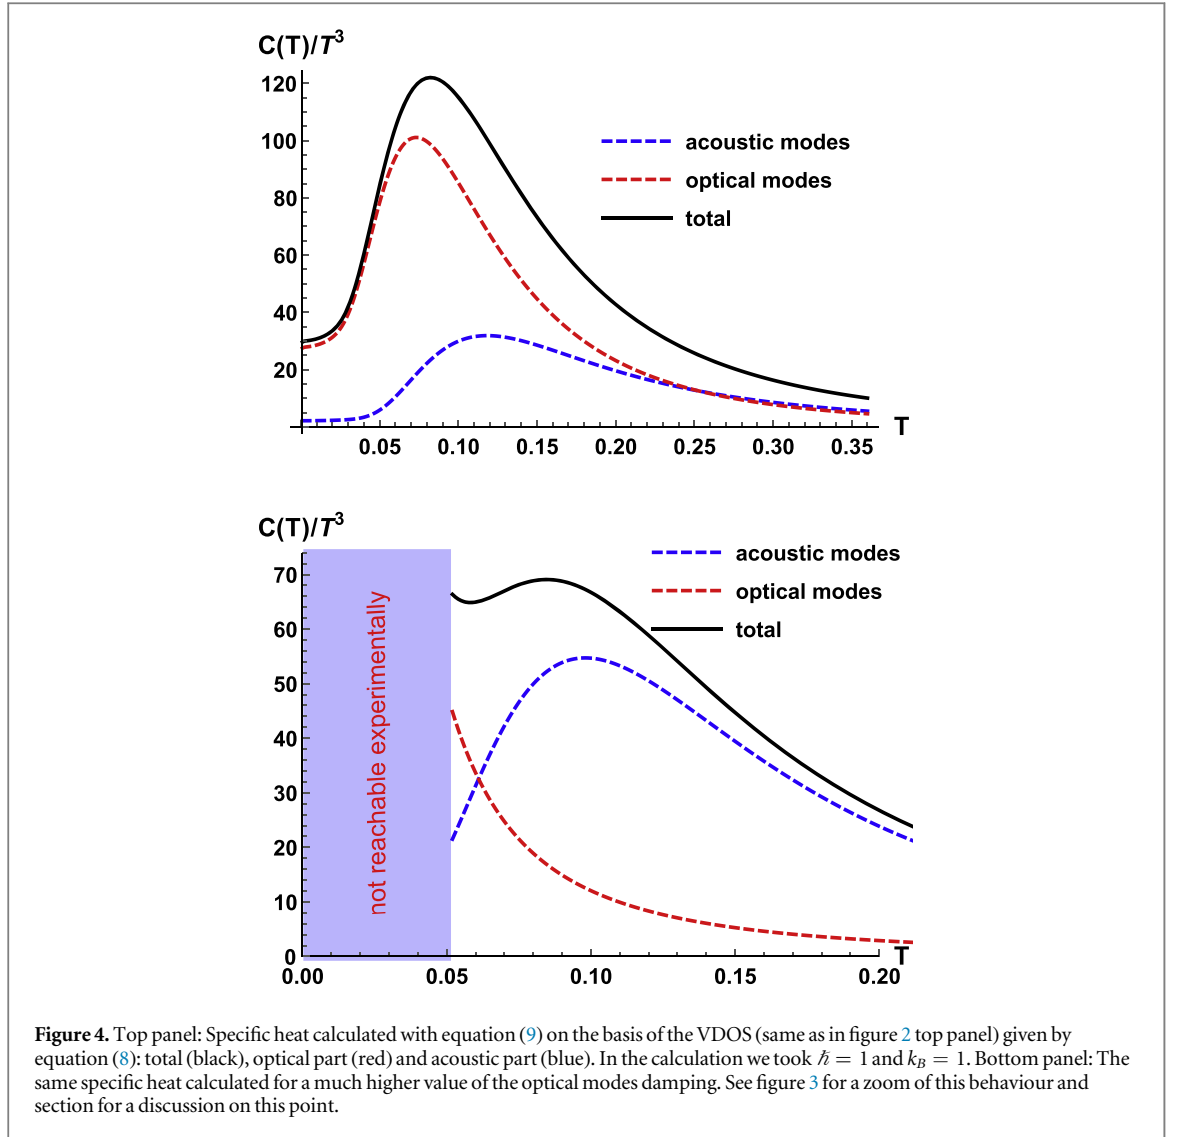 C(T)/T³
120
100
80
60
40
20
0.05 0.10 0.15 0.20 0.25 0.30 0.35
T
acoustic modes
optical modes
total
C(T)/T³
70
60
50
40
30
20
10
0
0.00 0.05 0.10 0.15 0.20
T
not reachable experimentally
acoustic modes
optical modes
total
Figure 4. Top panel: Specific heat calculated with equation (9) on the basis of the VDOS (same as in figure 2 top panel) given by
equation (8): total (black), optical part (red) and acoustic part (blue). In the calculation we took ℏ = 1 and k_B = 1. Bottom panel: The
same specific heat calculated for a much higher value of the optical modes damping. See figure 3 for a zoom of this behaviour and
section for a discussion on this point.